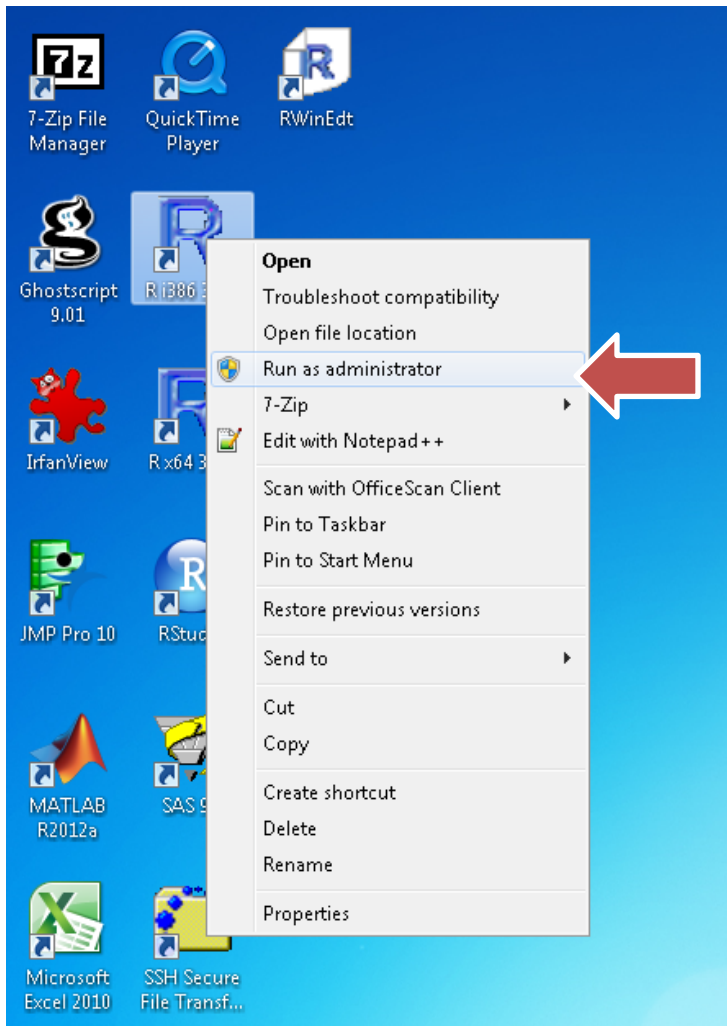 7-Zip File
Manager
QuickTime
Player
RWinEdt
Ghostscript
9.01
R i386
IrfanView
R x64 3
JMP Pro 10
RStud
MATLAB
R2012a
SAS 9
Microsoft
Excel 2010
SSH Secure
File Transf...
Open
Troubleshoot compatibility
Open file location
Run as administrator
7-Zip
Edit with Notepad++
Scan with OfficeScan Client
Pin to Taskbar
Pin to Start Menu
Restore previous versions
Send to
Cut
Copy
Create shortcut
Delete
Rename
Properties